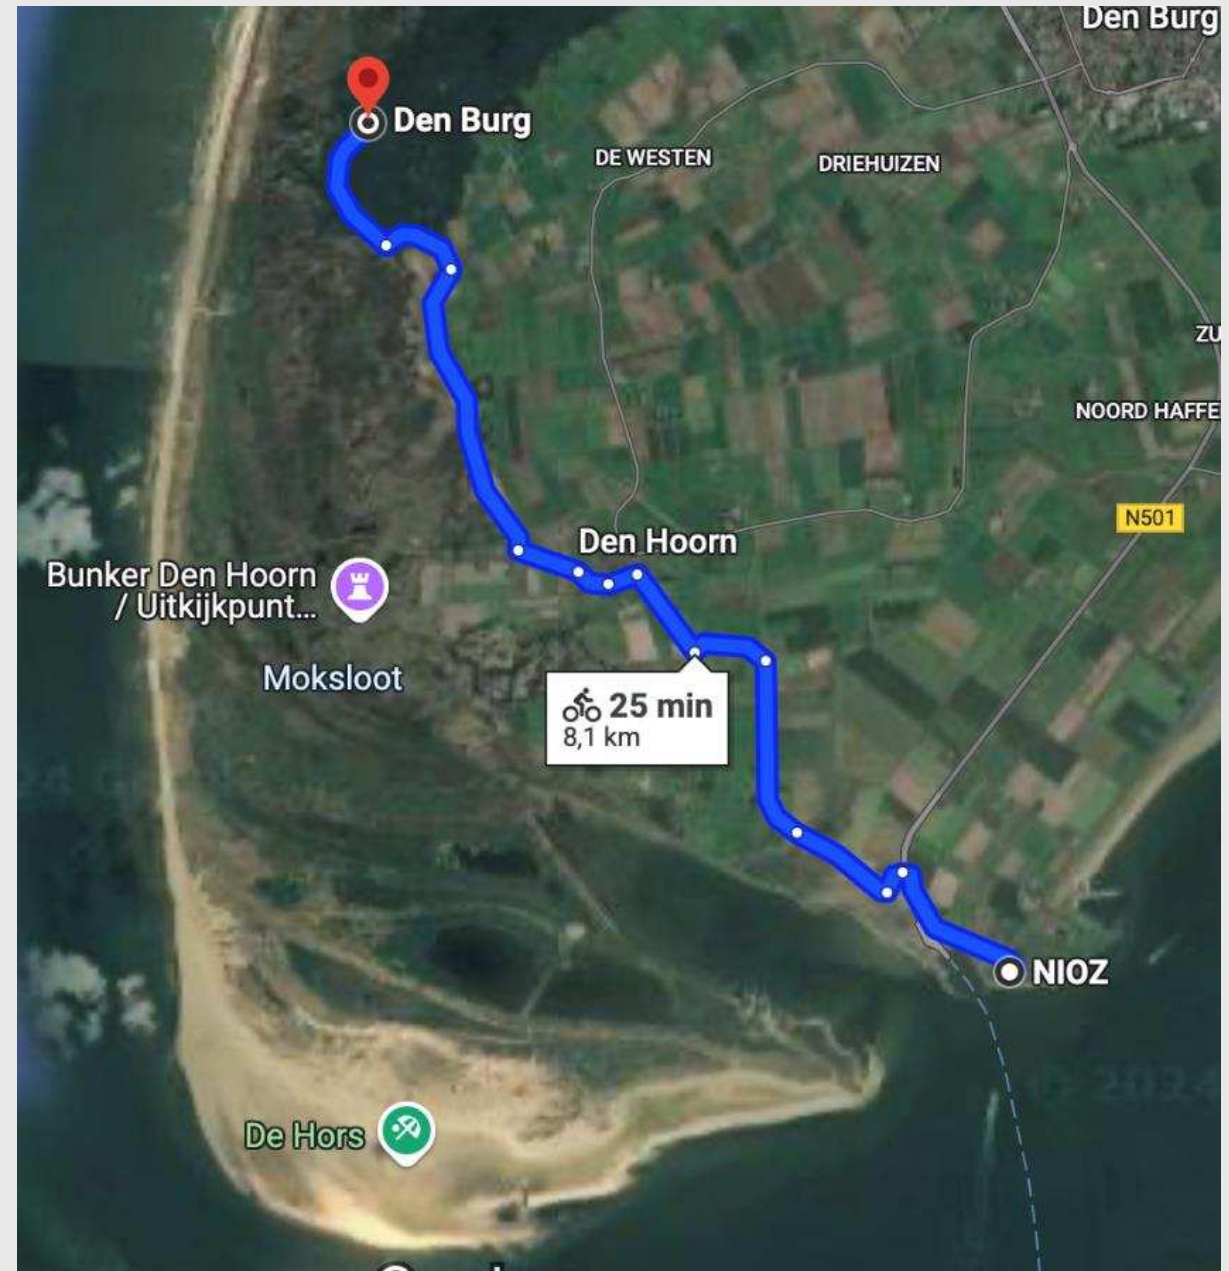 Den Burg
Den Burg
DE WESTEN
DRIEHUIZEN
ZU
NOORD HAFFE
N501
Den Hoorn
Bunker Den Hoorn
/ Uitkijkpunt...
Moksloot
25 min
8,1 km
NIOZ
De Hors